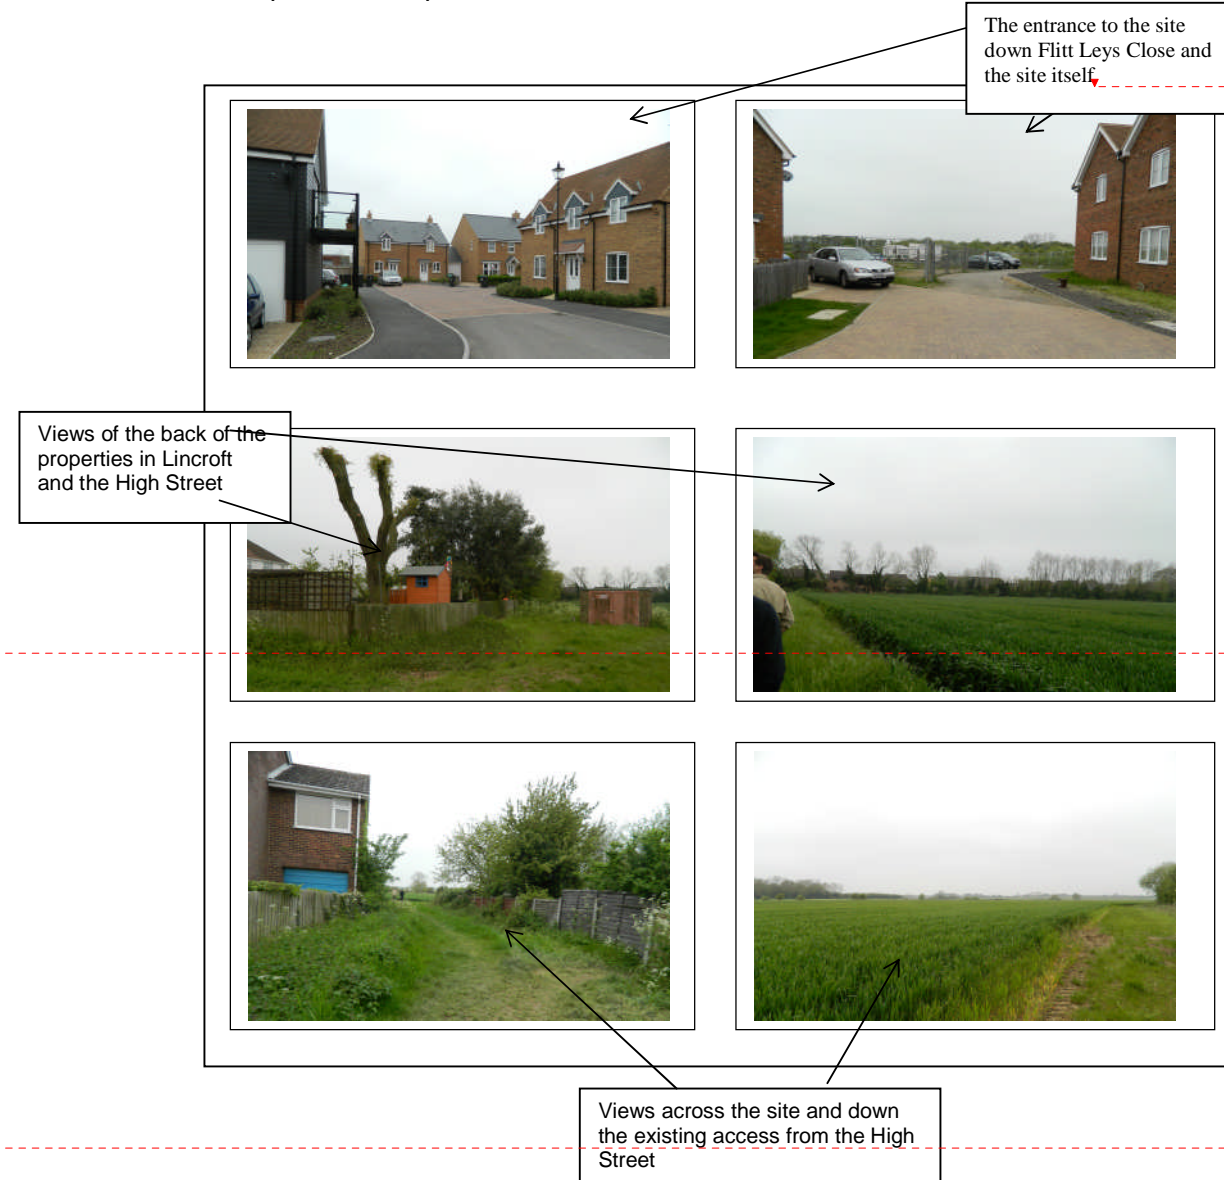 The entrance to the site
down Flitt Leys Close and
the site itself
Views of the back of the
properties in Lincroft
and the High Street
Views across the site and down
the existing access from the High
Street